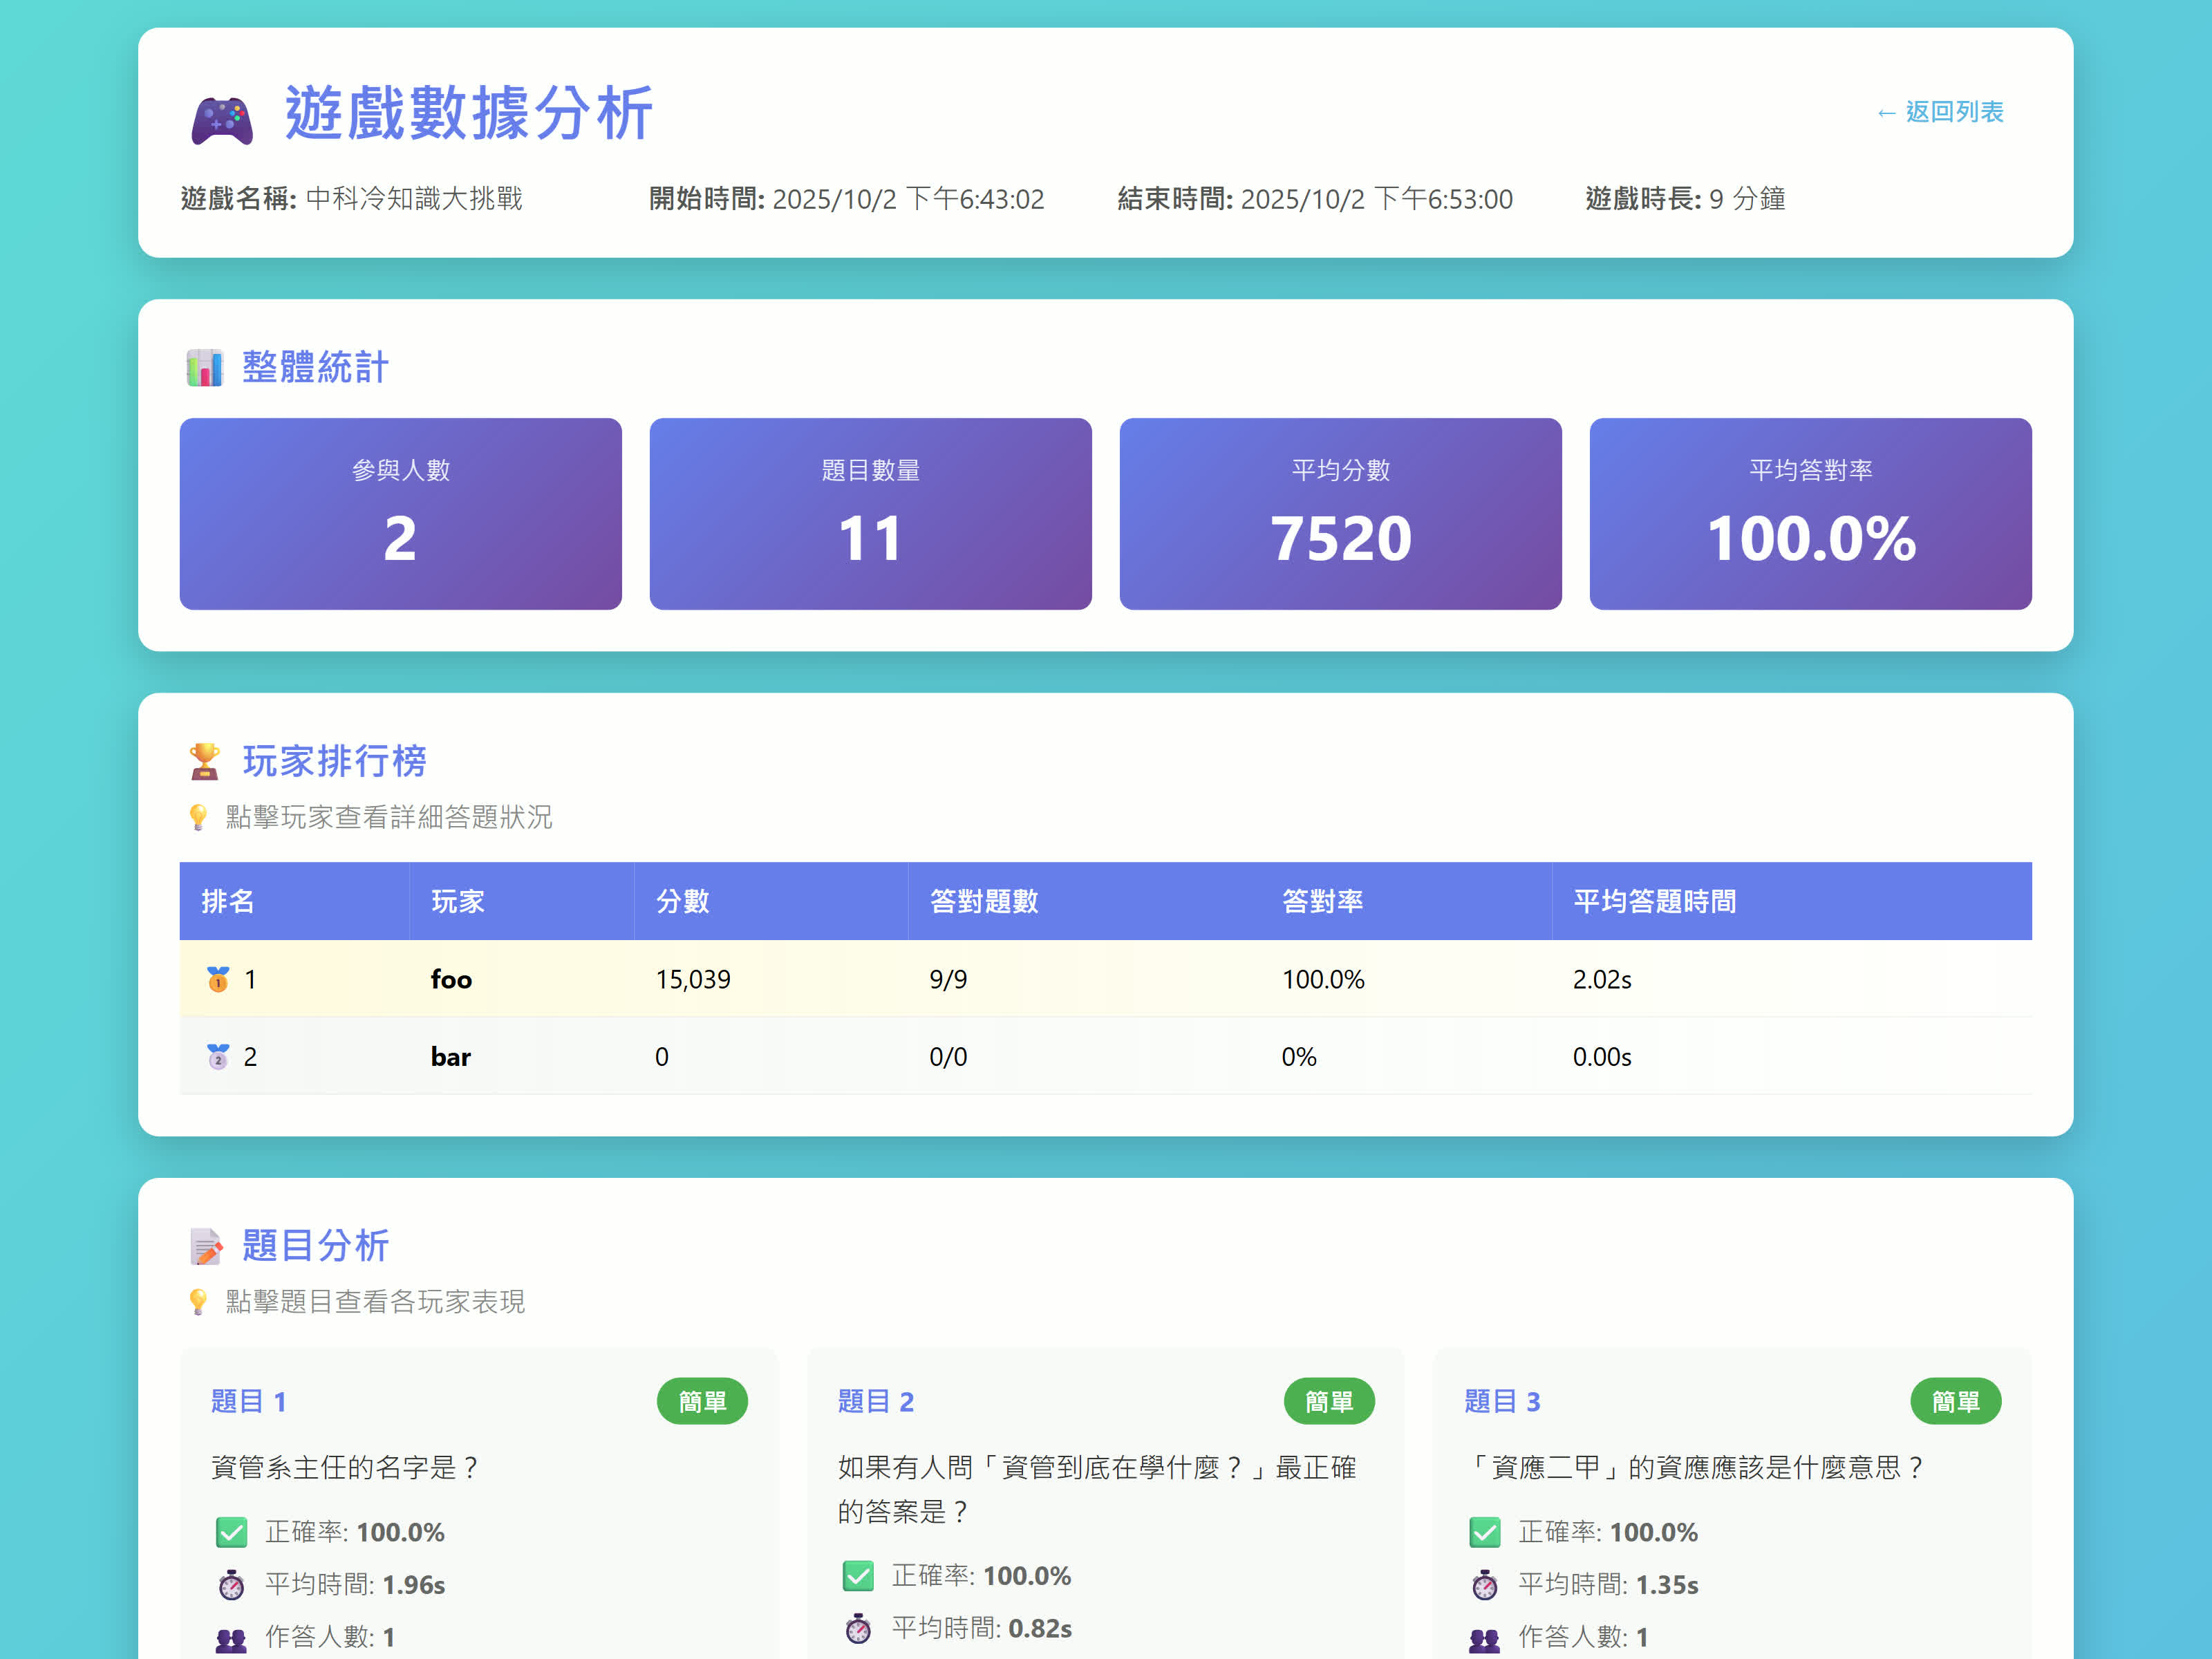 遊戲數據分析
← 返回列表
遊戲名稱: 中科冷知識大挑戰
開始時間: 2025/10/2 下午6:43:02
結束時間: 2025/10/2 下午6:53:00
遊戲時長: 9 分鐘
整體統計
參與人數
2
題目數量
11
平均分數
7520
平均答對率
100.0%
玩家排行榜
點擊玩家查看詳細答題狀況
排名 玩家 分數 答對題數 答對率 平均答題時間
1 foo 15,039 9/9 100.0% 2.02s
2 bar 0 0/0 0% 0.00s
題目分析
點擊題目查看各玩家表現
題目 1
簡單
資管系主任的名字是？
正確率: 100.0%
平均時間: 1.96s
作答人數: 1
題目 2
簡單
如果有人問「資管到底在學什麼？」最正確
的答案是？
正確率: 100.0%
平均時間: 0.82s
題目 3
簡單
「資應二甲」的資應應該是什麼意思？
正確率: 100.0%
平均時間: 1.35s
作答人數: 1